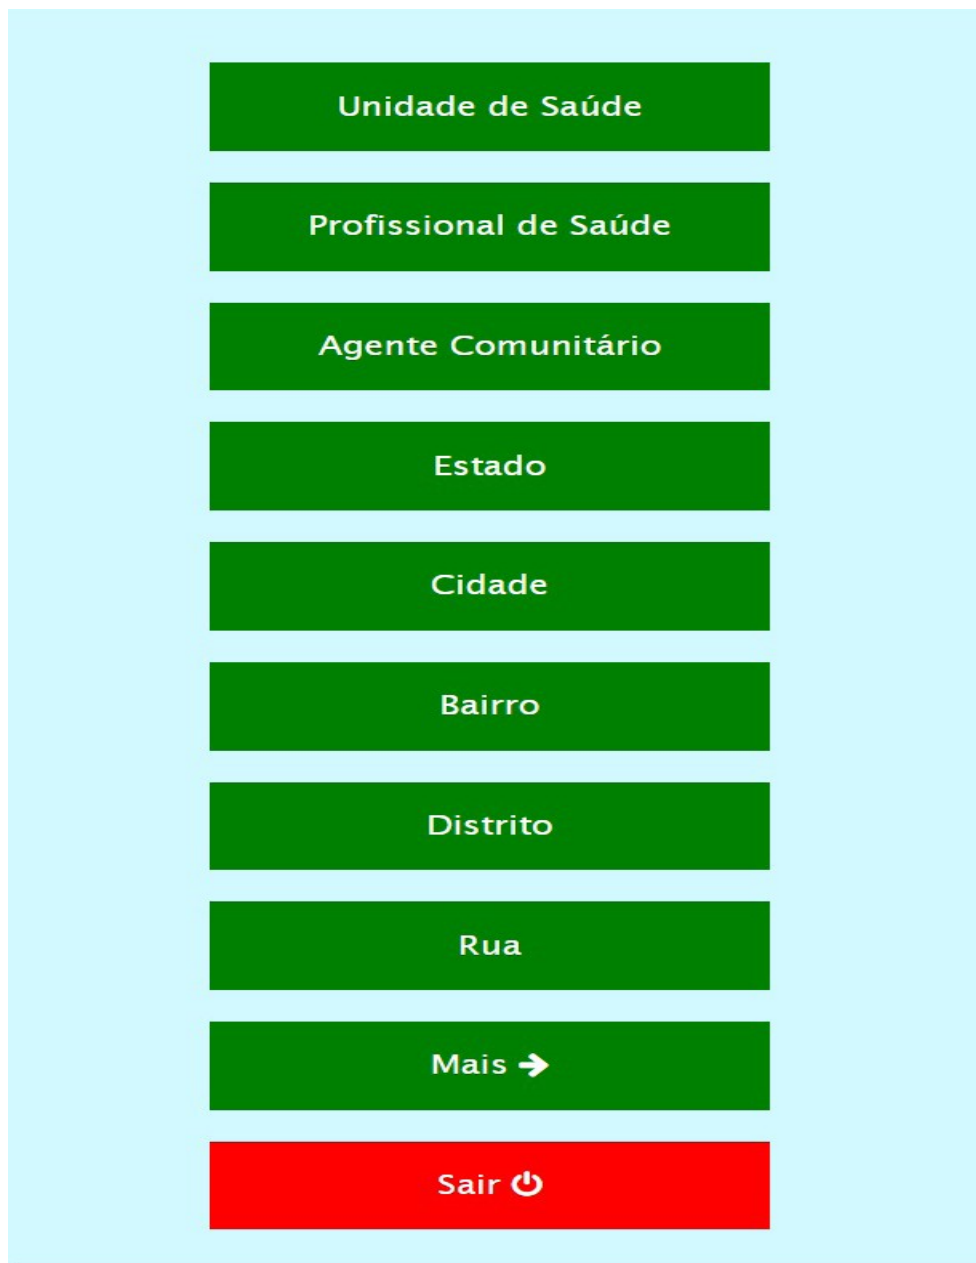 Unidade de Saúde
Profissional de Saúde
Agente Comunitário
Estado
Cidade
Bairro
Distrito
Rua
Mais
Sair